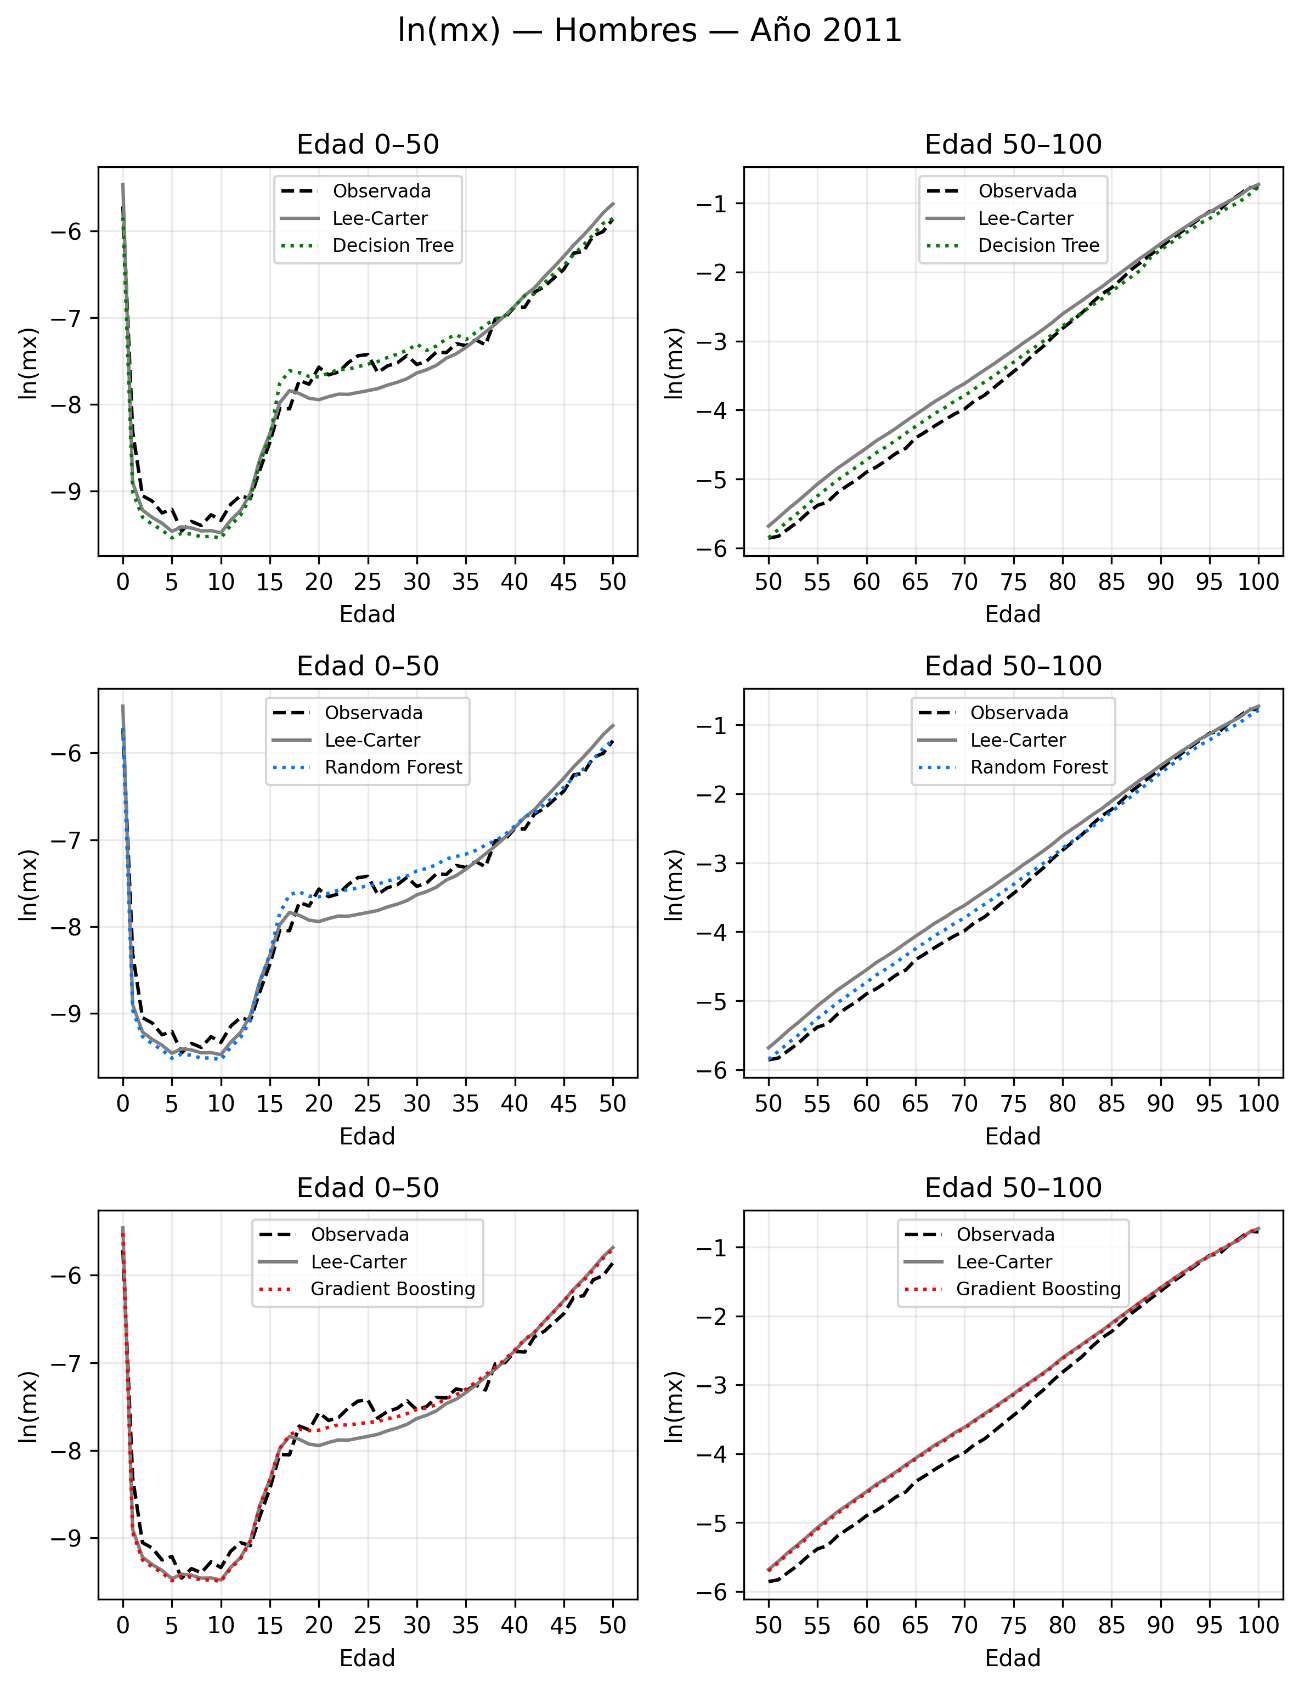 ln(mx) — Hombres — Año 2011
Edad 0–50
Observada
Lee-Carter
Decision Tree
−6
−7
−8
−9
ln(mx)
0 5 10 15 20 25 30 35 40 45 50
Edad
Edad 50–100
Observada
Lee-Carter
Decision Tree
−1
−2
−3
−4
−5
−6
ln(mx)
50 55 60 65 70 75 80 85 90 95 100
Edad
Edad 0–50
Observada
Lee-Carter
Random Forest
−6
−7
−8
−9
ln(mx)
0 5 10 15 20 25 30 35 40 45 50
Edad
Edad 50–100
Observada
Lee-Carter
Random Forest
−1
−2
−3
−4
−5
−6
ln(mx)
50 55 60 65 70 75 80 85 90 95 100
Edad
Edad 0–50
Observada
Lee-Carter
Gradient Boosting
−6
−7
−8
−9
ln(mx)
0 5 10 15 20 25 30 35 40 45 50
Edad
Edad 50–100
Observada
Lee-Carter
Gradient Boosting
−1
−2
−3
−4
−5
−6
ln(mx)
50 55 60 65 70 75 80 85 90 95 100
Edad